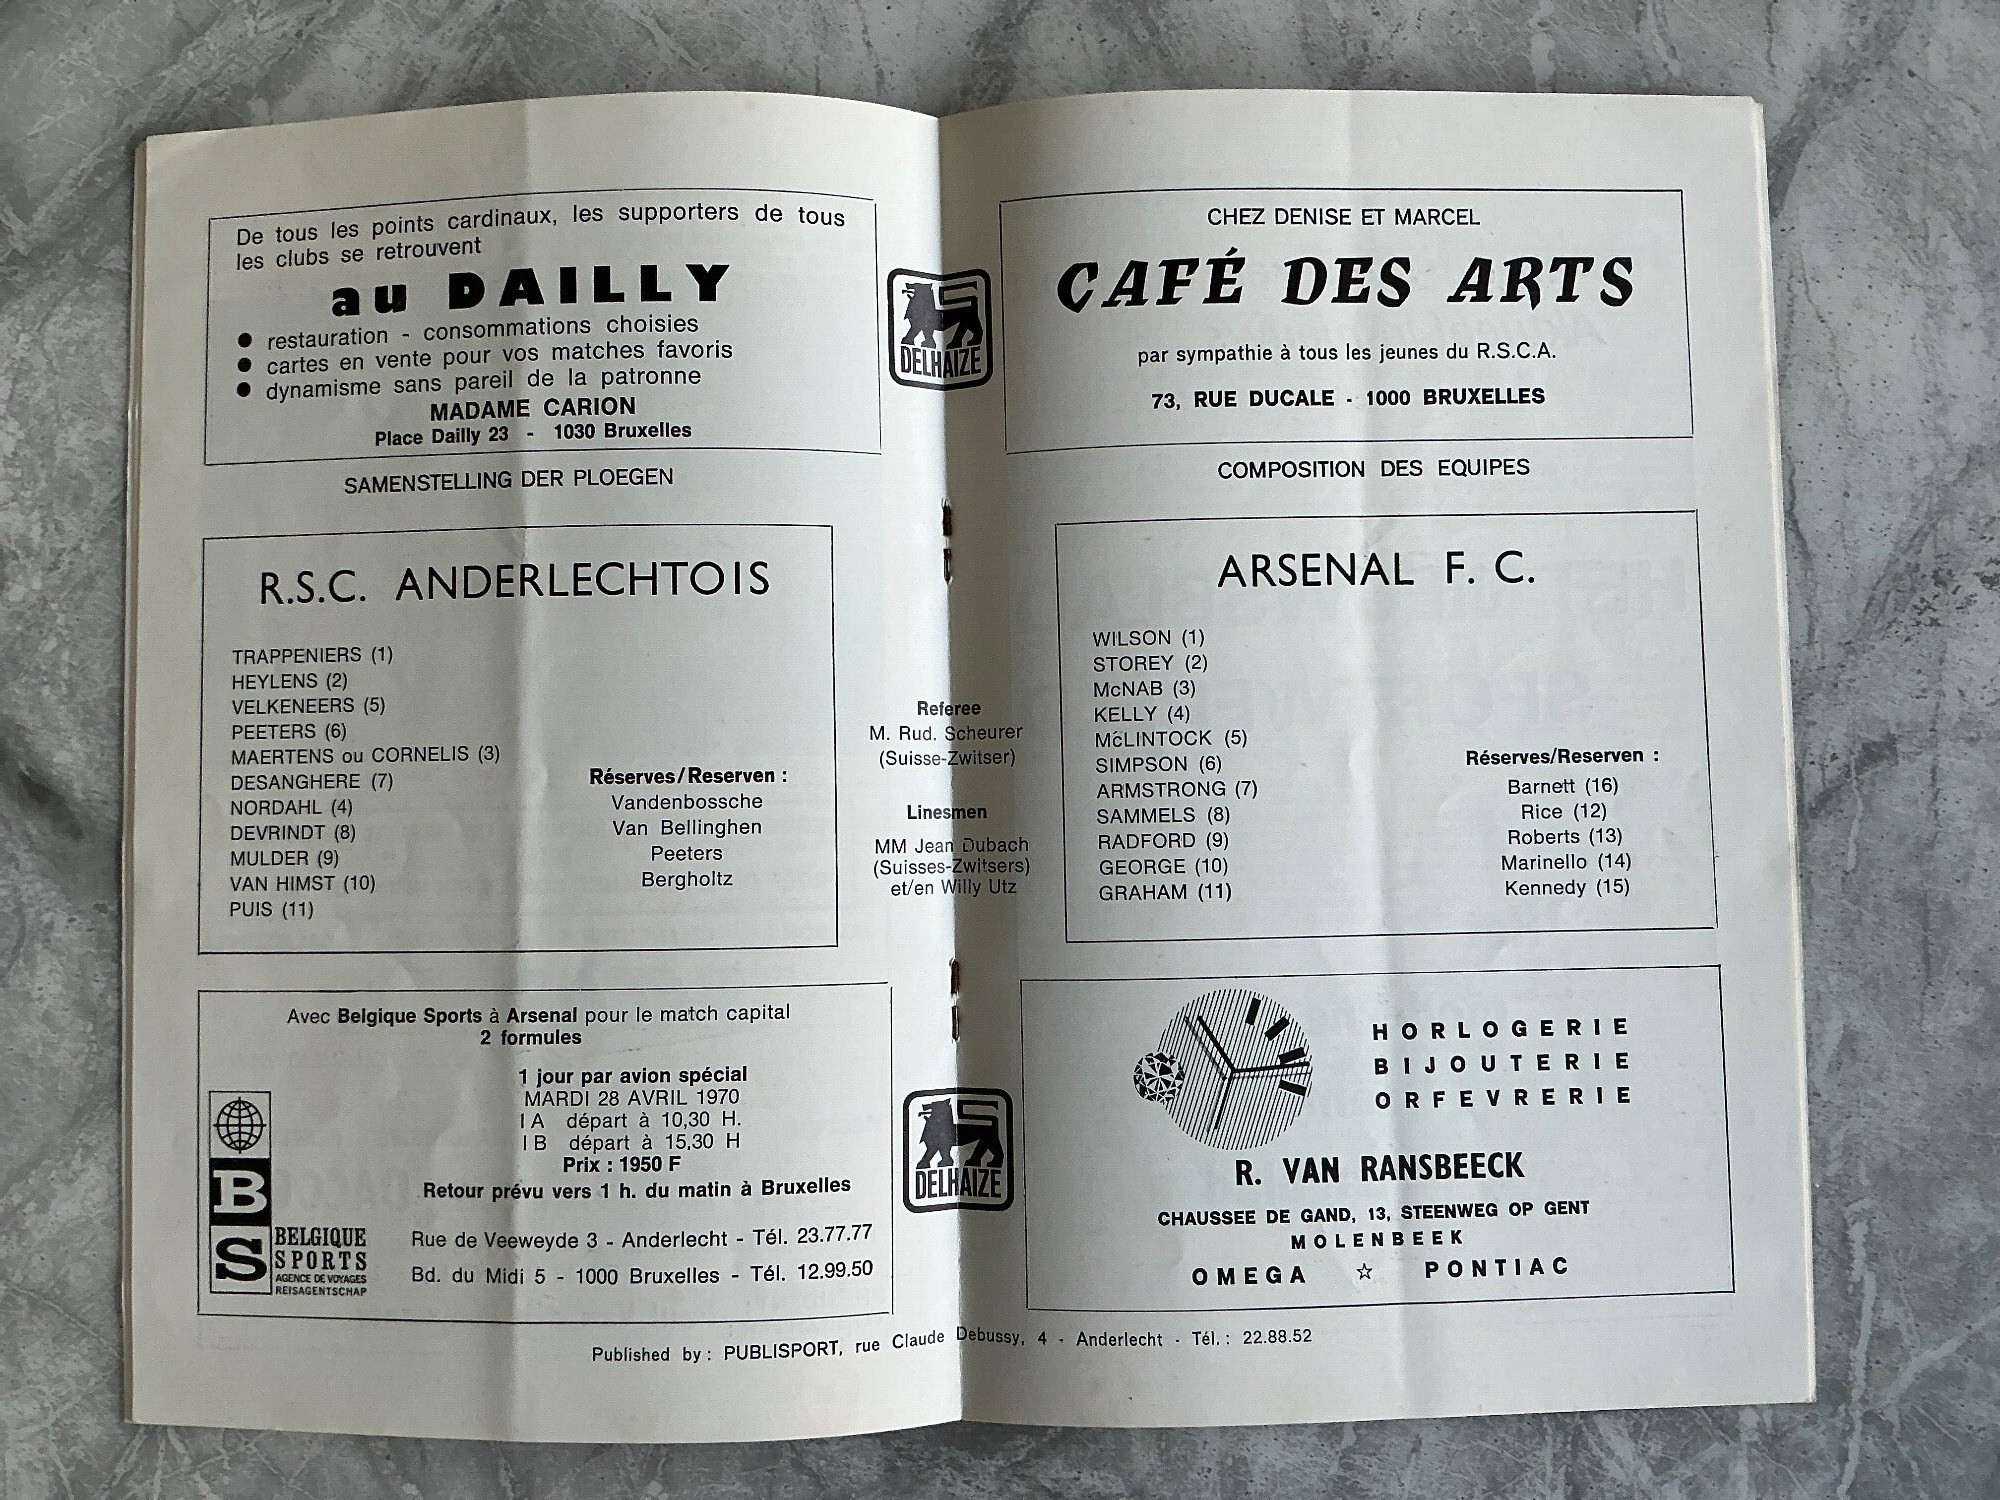 De tous les points cardinaux, les supporters de tous
les clubs se retrouvent
au DAILLY
● restauration - consommations choisies
● cartes en vente pour vos matches favoris
● dynamisme sans pareil de la patronne
MADAME CARION
Place Dailly 23 - 1030 Bruxelles
SAMENSTELLING DER PLOEGEN
R.S.C. ANDERLECHTOIS
TRAPPENIERS (1)
HEYLENS (2)
VELKENEERS (5)
PEETERS (6)
MAERTENS ou CORNELIS (3)
DESANGHERE (7)
NORDAHL (4)
DEVRINDT (8)
MULDER (9)
VAN HIMST (10)
PUIS (11)
Réserves/Reserven :
Vandenbossche
Van Bellinghen
Peeters
Bergholtz
Avec Belgique Sports à Arsenal pour le match capital
2 formules
1 jour par avion spécial
MARDI 28 AVRIL 1970
I A départ à 10,30 H.
I B départ à 15,30 H
Prix : 1950 F
Retour prévu vers 1 h. du matin à Bruxelles
BS
BELGIQUE
SPORTS
AGENCE DE VOYAGES
REISAGENTSCHAP
Rue de Veeweyde 3 - Anderlecht - Tél. 23.77.77
Bd. du Midi 5 - 1000 Bruxelles - Tél. 12.99.50
DELHAIZE
Referee
M. Rud. Scheurer
(Suisse-Zwitser)
Linesmen
MM Jean Dubach
(Suisses-Zwitsers)
et/en Willy Utz
DELHAIZE
CHEZ DENISE ET MARCEL
CAFÉ DES ARTS
par sympathie à tous les jeunes du R.S.C.A.
73, RUE DUCALE - 1000 BRUXELLES
COMPOSITION DES EQUIPES
ARSENAL F. C.
WILSON (1)
STOREY (2)
McNAB (3)
KELLY (4)
McLINTOCK (5)
SIMPSON (6)
ARMSTRONG (7)
SAMMELS (8)
RADFORD (9)
GEORGE (10)
GRAHAM (11)
Réserves/Reserven :
Barnett (16)
Rice (12)
Roberts (13)
Marinello (14)
Kennedy (15)
HORLOGERIE
BIJOUTERIE
ORFEVRERIE
R. VAN RANSBEECK
CHAUSSEE DE GAND, 13, STEENWEG OP GENT
MOLENBEEK
OMEGA ☆ PONTIAC
Published by : PUBLISPORT, rue Claude Debussy, 4 - Anderlecht - Tél. : 22.88.52